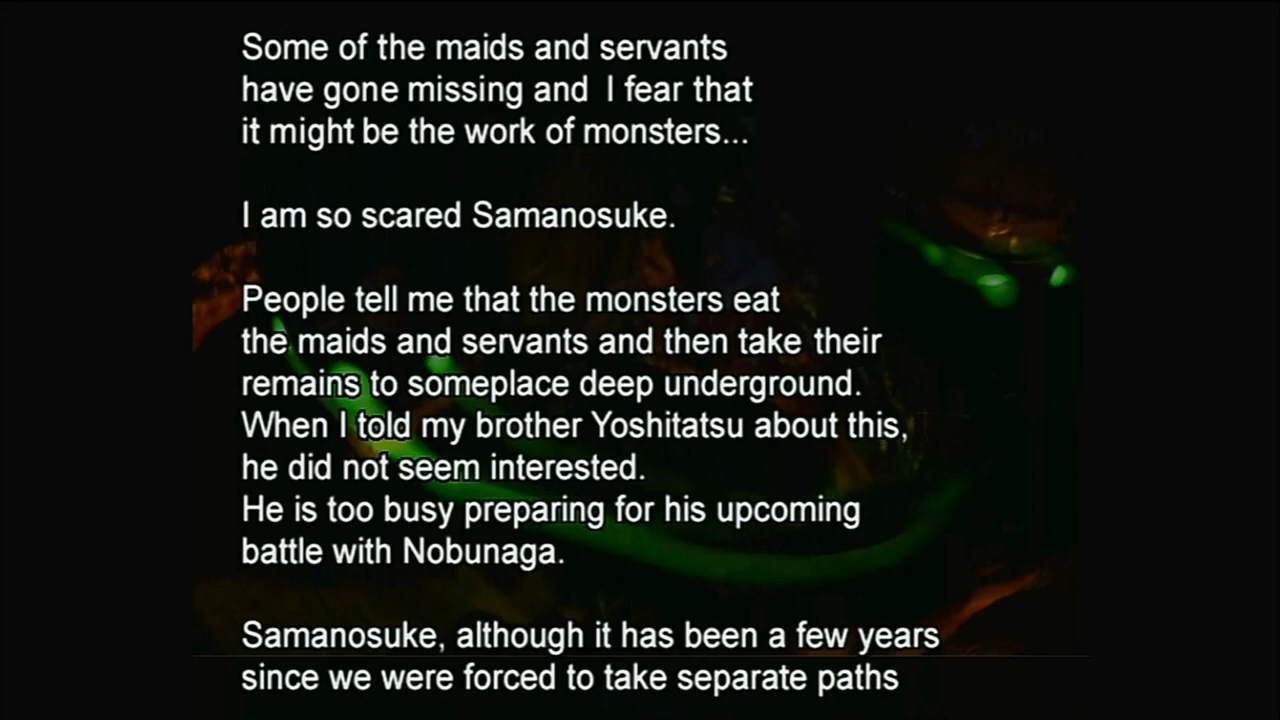 Some of the maids and servants
have gone missing and I fear that
it might be the work of monsters...
I am so scared Samanosuke.
People tell me that the monsters eat
the maids and servants and then take their
remains to someplace deep underground.
When I told my brother Yoshitatsu about this,
he did not seem interested.
He is too busy preparing for his upcoming
battle with Nobunaga.
Samanosuke, although it has been a few years
since we were forced to take separate paths